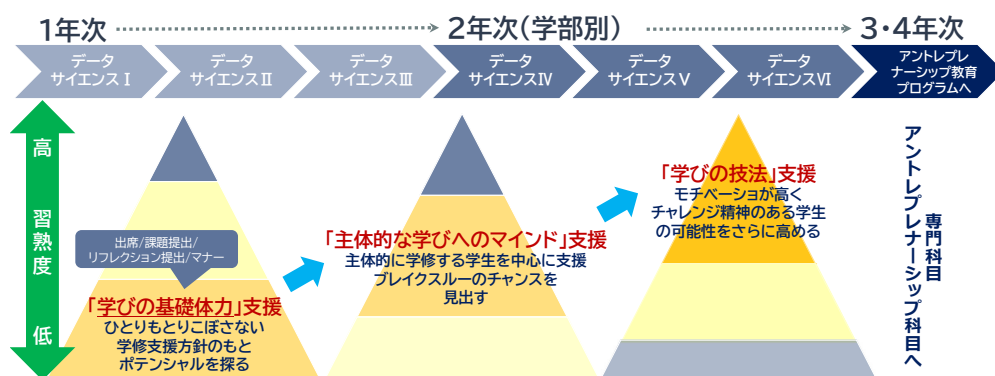 1年次
2年次(学部別)
3・4年次
データ
サイエンスⅠ
データ
サイエンスⅡ
データ
サイエンスⅢ
データ
サイエンスⅣ
データ
サイエンスⅤ
データ
サイエンスⅥ
アントレプレ
ナーシップ教育
プログラムへ
高
習熟度
低
出席/課題提出/
リフレクション提出/マナー
「学びの基礎体力」支援
ひとりもとりこぼさない
学修支援方針のもと
ポテンシャルを探る
「主体的な学びへのマインド」支援
主体的に学修する学生を中心に支援
ブレイクスルーのチャンスを
見出す
「学びの技法」支援
モチベーショが高く
チャレンジ精神のある学生
の可能性をさらに高める
専門科目
アントレプレナーシップ科目へ